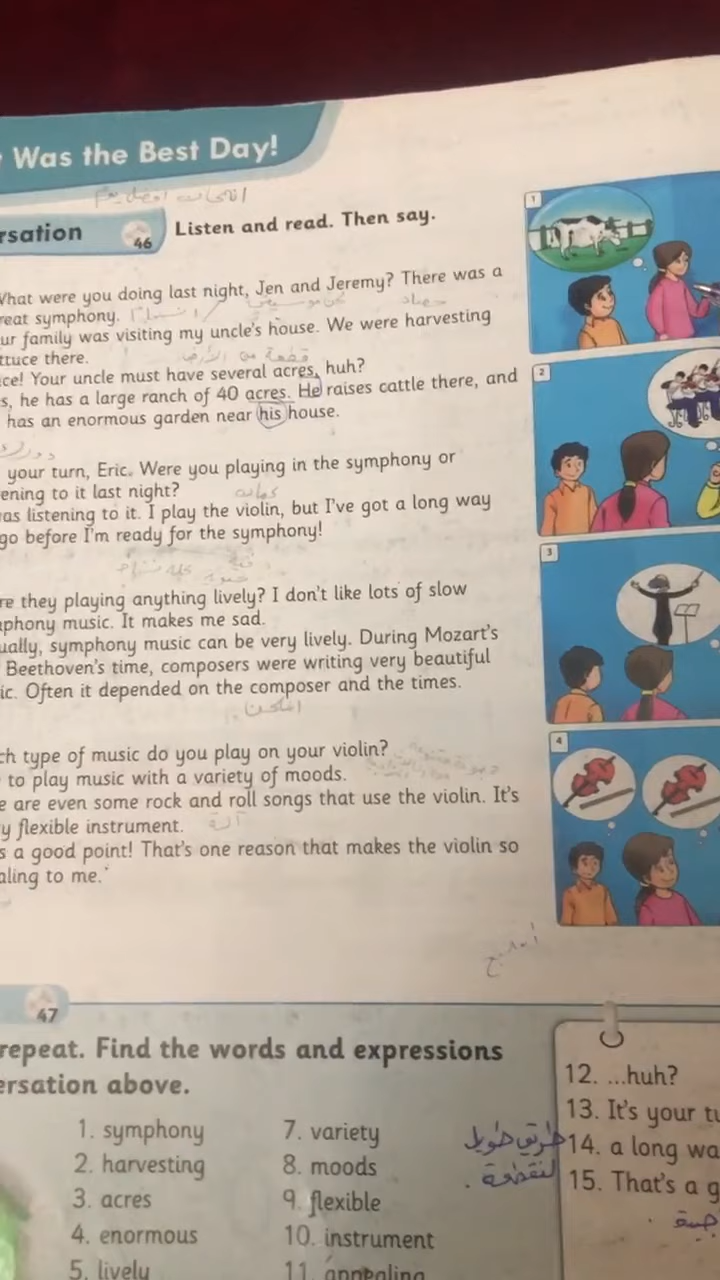 Was the Best Day!
rsation
46
Listen and read. Then say.
What were you doing last night, Jen and Jeremy? There was a
reat symphony.
حصاد
ur family was visiting my uncle's house. We were harvesting
ttuce there.
قطعة من الأرض
ce! Your uncle must have several acres, huh?
s, he has a large ranch of 40 acres. He raises cattle there, and
has an enormous garden near his house.
your turn, Eric. Were you playing in the symphony or
ening to it last night?
كمان
as listening to it. I play the violin, but I've got a long way
go before I'm ready for the symphony!
re they playing anything lively? I don't like lots of slow
mphony music. It makes me sad.
ually, symphony music can be very lively. During Mozart's
Beethoven's time, composers were writing very beautiful
ic. Often it depended on the composer and the times.
ch type of music do you play on your violin?
to play music with a variety of moods.
e are even some rock and roll songs that use the violin. It's
y flexible instrument.
آلة
s a good point! That's one reason that makes the violin so
aling to me.
1
2
3
4
47
repeat. Find the words and expressions
ersation above.
1. symphony
2. harvesting
3. acres
4. enormous
5. lively
7. variety
8. moods
9. flexible
10. instrument
11. appealing
طريق طويل
12. ...huh?
13. It's your tu
14. a long wa
15. That's a g